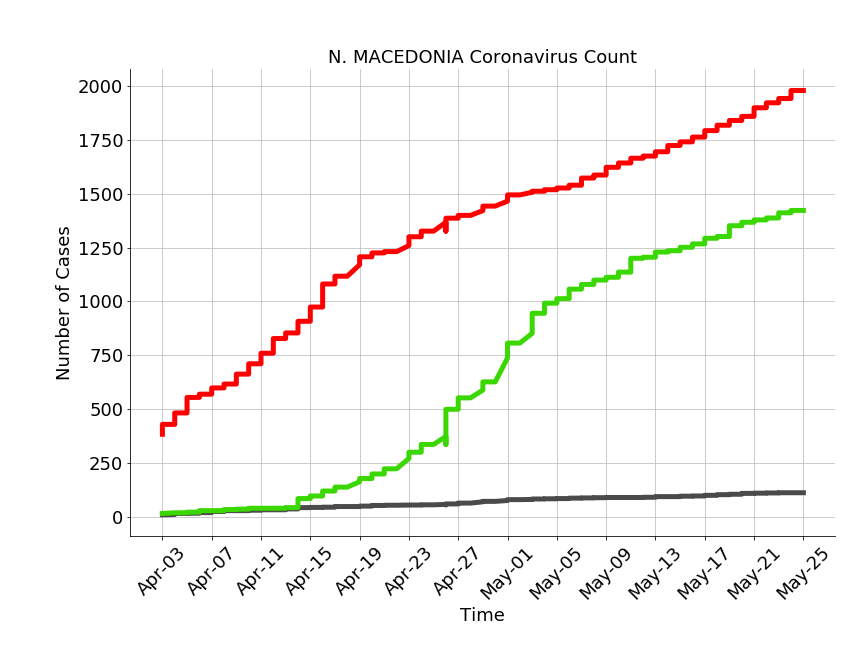 N. MACEDONIA Coronavirus Count
2000
1750
1500
1250
1000
750
500
250
0
Number of Cases
Apr-03
Apr-07
Apr-11
Apr-15
Apr-19
Apr-23
Apr-27
May-01
May-05
May-09
May-13
May-17
May-21
May-25
Time